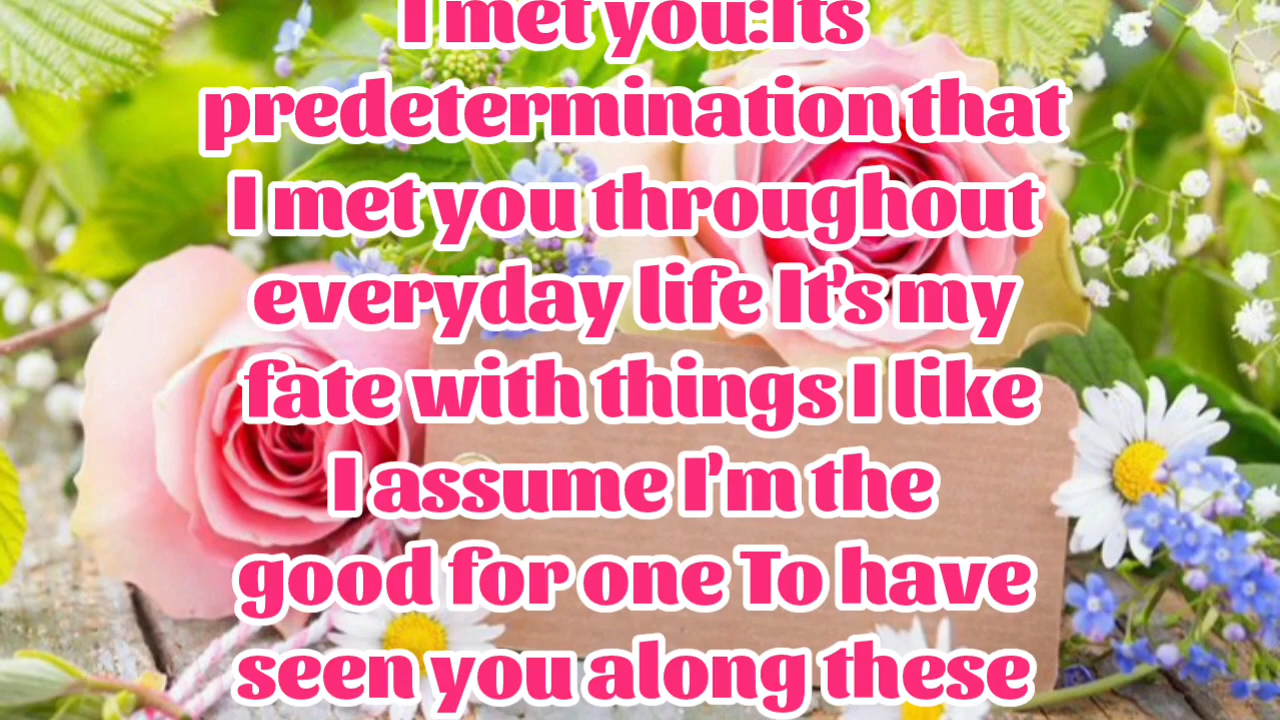 I met you:Its
predetermination that
I met you throughout
everyday life It's my
fate with things I like
I assume I'm the
good for one To have
seen you along these